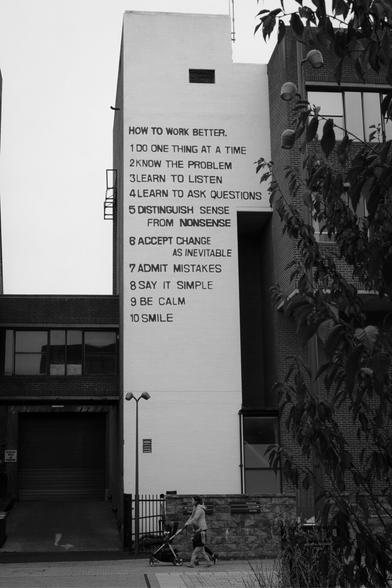 HOW TO WORK BETTER.
1 DO ONE THING AT A TIME
2 KNOW THE PROBLEM
3 LEARN TO LISTEN
4 LEARN TO ASK QUESTIONS
5 DISTINGUISH SENSE
FROM NONSENSE
6 ACCEPT CHANGE
AS INEVITABLE
7 ADMIT MISTAKES
8 SAY IT SIMPLE
9 BE CALM
10 SMILE